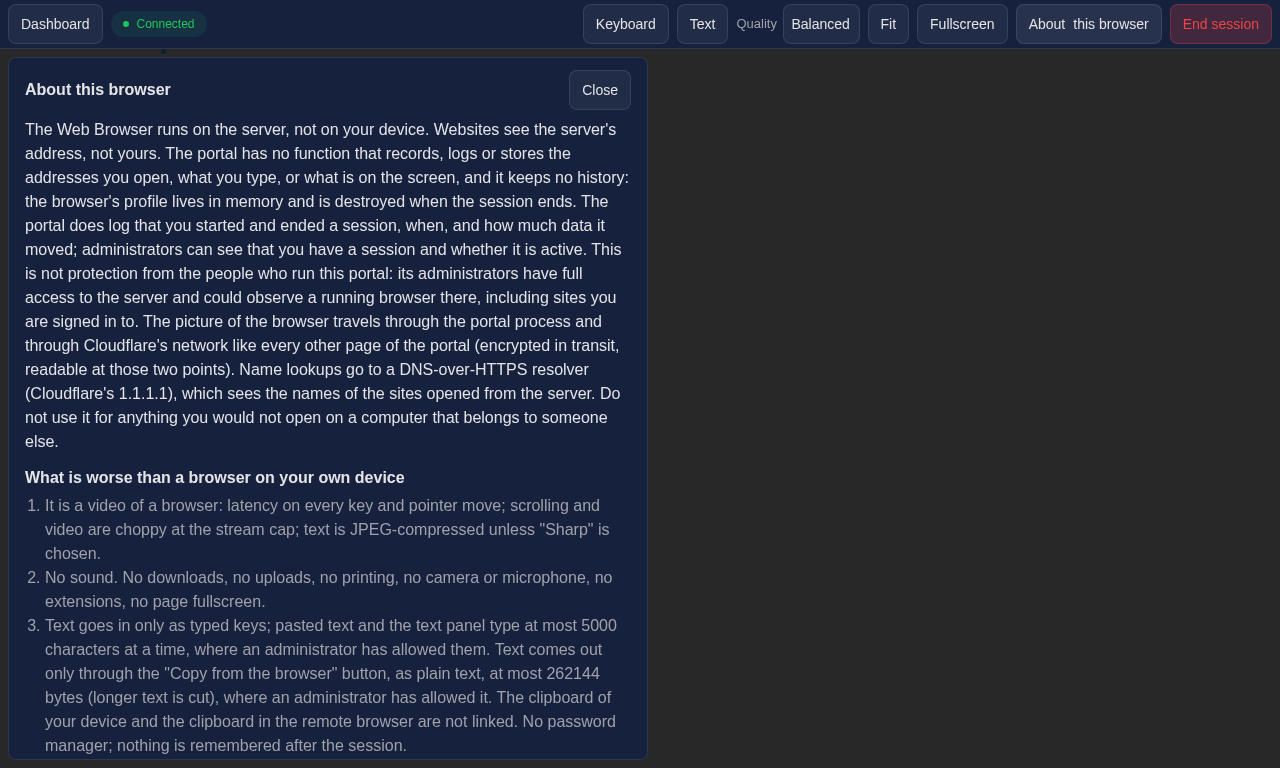 Dashboard
Connected
Keyboard
Text
Quality
Balanced
Fit
Fullscreen
About this browser
End session
About this browser
Close
The Web Browser runs on the server, not on your device. Websites see the server's
address, not yours. The portal has no function that records, logs or stores the
addresses you open, what you type, or what is on the screen, and it keeps no history:
the browser's profile lives in memory and is destroyed when the session ends. The
portal does log that you started and ended a session, when, and how much data it
moved; administrators can see that you have a session and whether it is active. This
is not protection from the people who run this portal: its administrators have full
access to the server and could observe a running browser there, including sites you
are signed in to. The picture of the browser travels through the portal process and
through Cloudflare's network like every other page of the portal (encrypted in transit,
readable at those two points). Name lookups go to a DNS-over-HTTPS resolver
(Cloudflare's 1.1.1.1), which sees the names of the sites opened from the server. Do
not use it for anything you would not open on a computer that belongs to someone
else.
What is worse than a browser on your own device
1. It is a video of a browser: latency on every key and pointer move; scrolling and
video are choppy at the stream cap; text is JPEG-compressed unless "Sharp" is
chosen.
2. No sound. No downloads, no uploads, no printing, no camera or microphone, no
extensions, no page fullscreen.
3. Text goes in only as typed keys; pasted text and the text panel type at most 5000
characters at a time, where an administrator has allowed them. Text comes out
only through the "Copy from the browser" button, as plain text, at most 262144
bytes (longer text is cut), where an administrator has allowed it. The clipboard of
your device and the clipboard in the remote browser are not linked. No password
manager; nothing is remembered after the session.